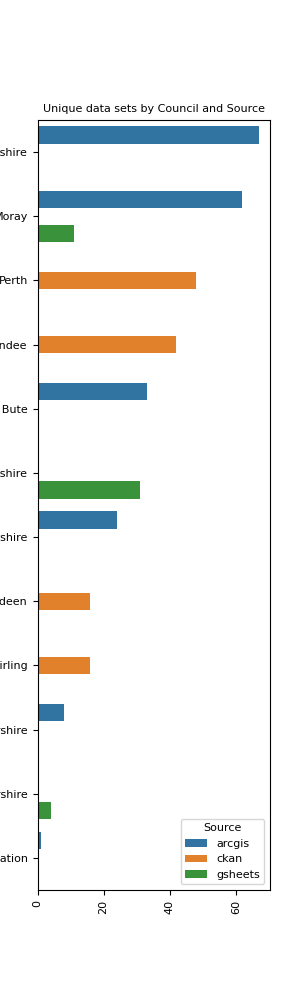 Unique data sets by Council and Source
shire
Moray
Perth
ndee
Bute
shire
shire
deen
irling
shire
shire
ation
0
20
40
60
Source
arcgis
ckan
gsheets